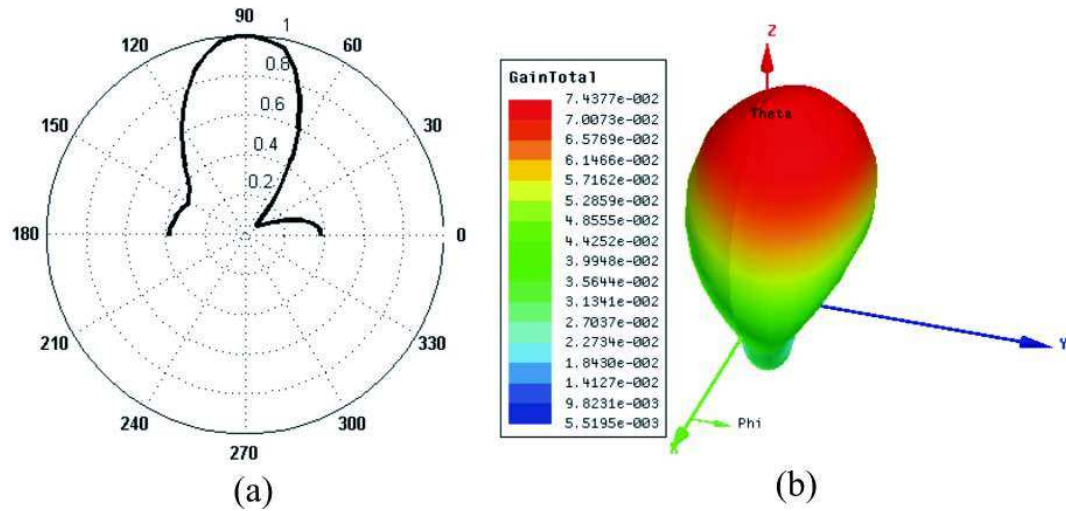 90
1
120
60
0.8
0.6
150
30
0.4
0.2
180
0
210
330
240
300
270
(a)
GainTotal
7.4377e-002
7.0073e-002
6.5769e-002
6.1466e-002
5.7162e-002
5.2859e-002
4.8555e-002
4.4252e-002
3.9948e-002
3.5644e-002
3.1341e-002
2.7037e-002
2.2734e-002
1.8430e-002
1.4127e-002
9.8231e-003
5.5195e-003
Z
Theta
Y
Phi
X
(b)